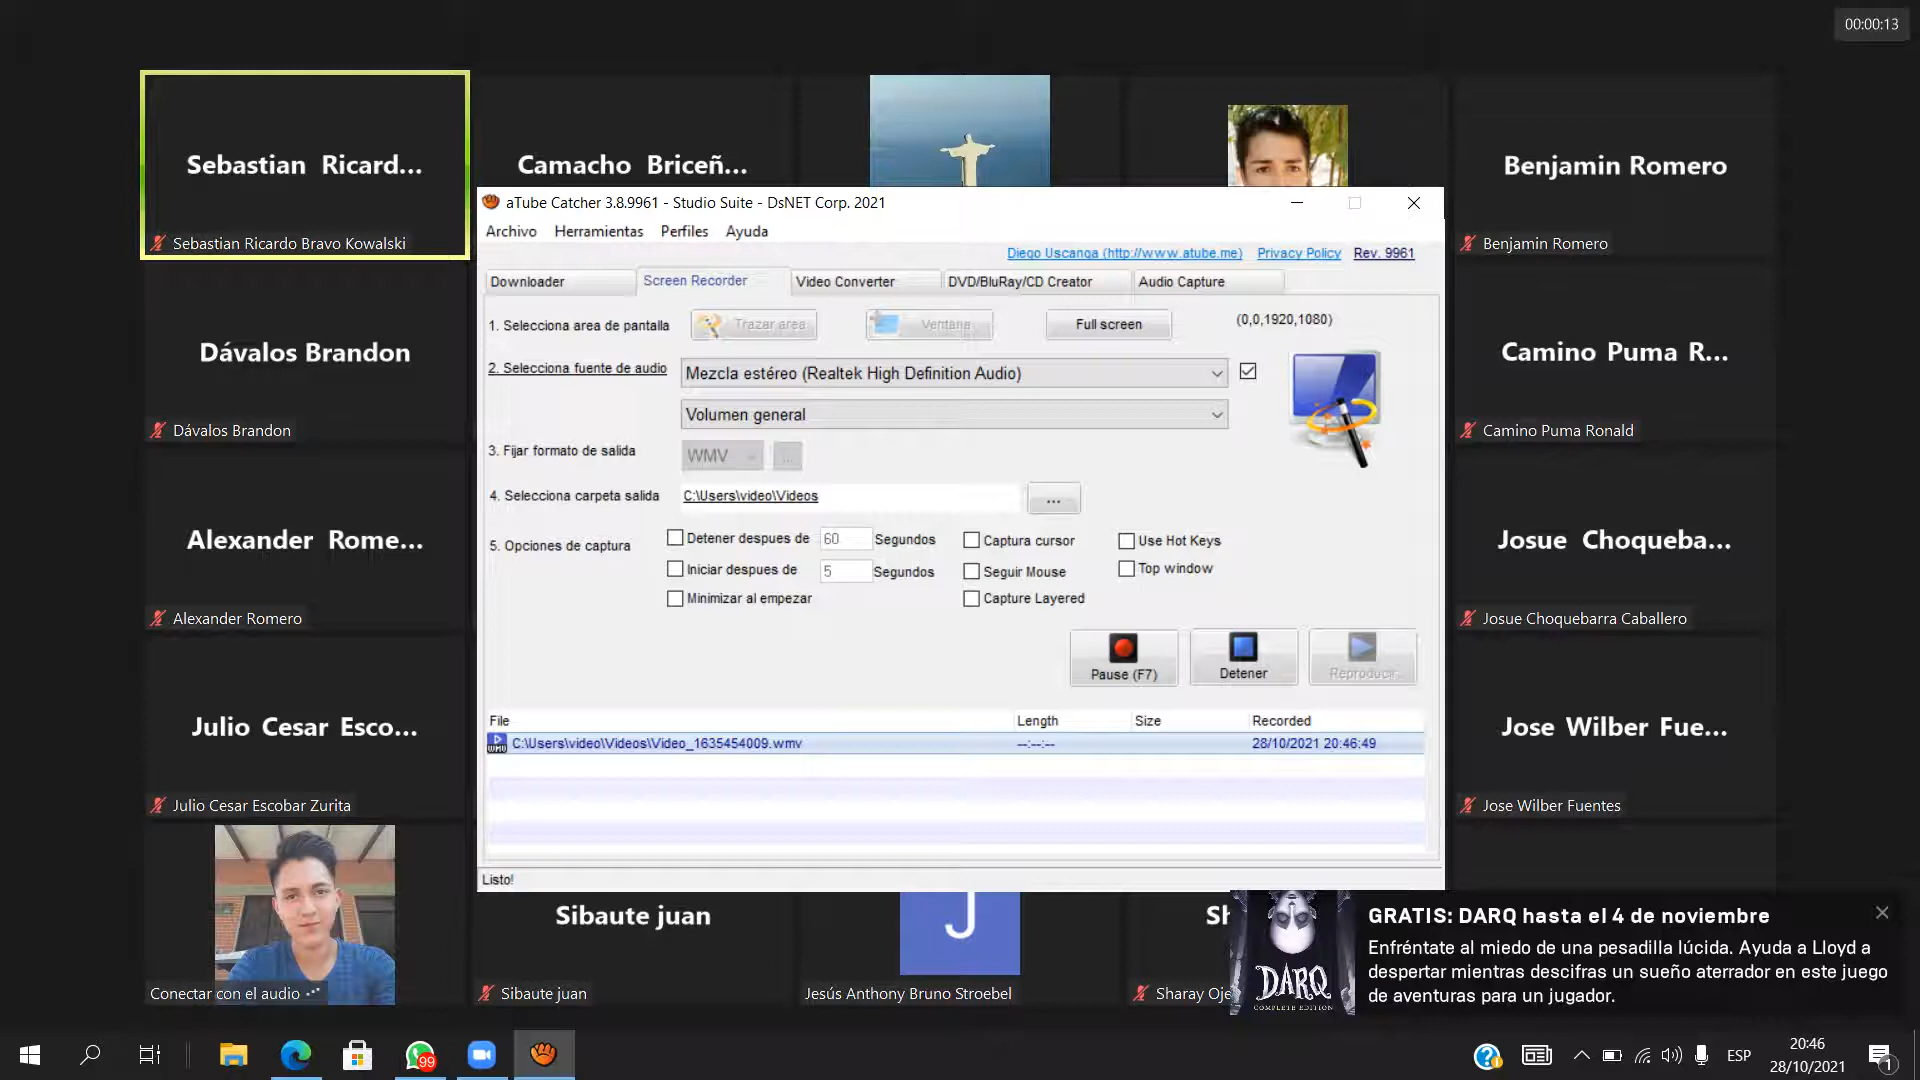 00:00:13
Sebastian Ricard...
Camacho Briceñ...
Benjamin Romero
Sebastian Ricardo Bravo Kowalski
Benjamin Romero
aTube Catcher 3.8.9961 - Studio Suite - DsNET Corp. 2021
Archivo Herramientas Perfiles Ayuda
Diego Uscanga (http://www.atube.me) Privacy Policy Rev. 9961
Downloader Screen Recorder Video Converter DVD/BluRay/CD Creator Audio Capture
1. Selecciona area de pantalla Trazar area Ventana Full screen (0,0,1920,1080)
2. Selecciona fuente de audio Mezcla estéreo (Realtek High Definition Audio)
Volumen general
3. Fijar formato de salida WMV ...
4. Selecciona carpeta salida C:\Users\video\Videos ...
5. Opciones de captura
Detener despues de 60 Segundos Captura cursor Use Hot Keys
Iniciar despues de 5 Segundos Seguir Mouse Top window
Minimizar al empezar Capture Layered
Pause (F7) Detener Reproducir
File Length Size Recorded
C:\Users\video\Videos\Video_1635454009.wmv --:--:-- 28/10/2021 20:46:49
Listo!
Dávalos Brandon
Dávalos Brandon
Camino Puma R...
Camino Puma Ronald
Alexander Rome...
Alexander Romero
Josue Choqueba...
Josue Choquebarra Caballero
Julio Cesar Esco...
Julio Cesar Escobar Zurita
Jose Wilber Fue...
Jose Wilber Fuentes
Conectar con el audio
Sibaute juan
Sibaute juan
J
Jesús Anthony Bruno Stroebel
Sh
Sharay Oje
DARQ
COMPLETE EDITION
GRATIS: DARQ hasta el 4 de noviembre
Enfréntate al miedo de una pesadilla lúcida. Ayuda a Lloyd a
despertar mientras descifras un sueño aterrador en este juego
de aventuras para un jugador.
99
ESP
20:46
28/10/2021
1